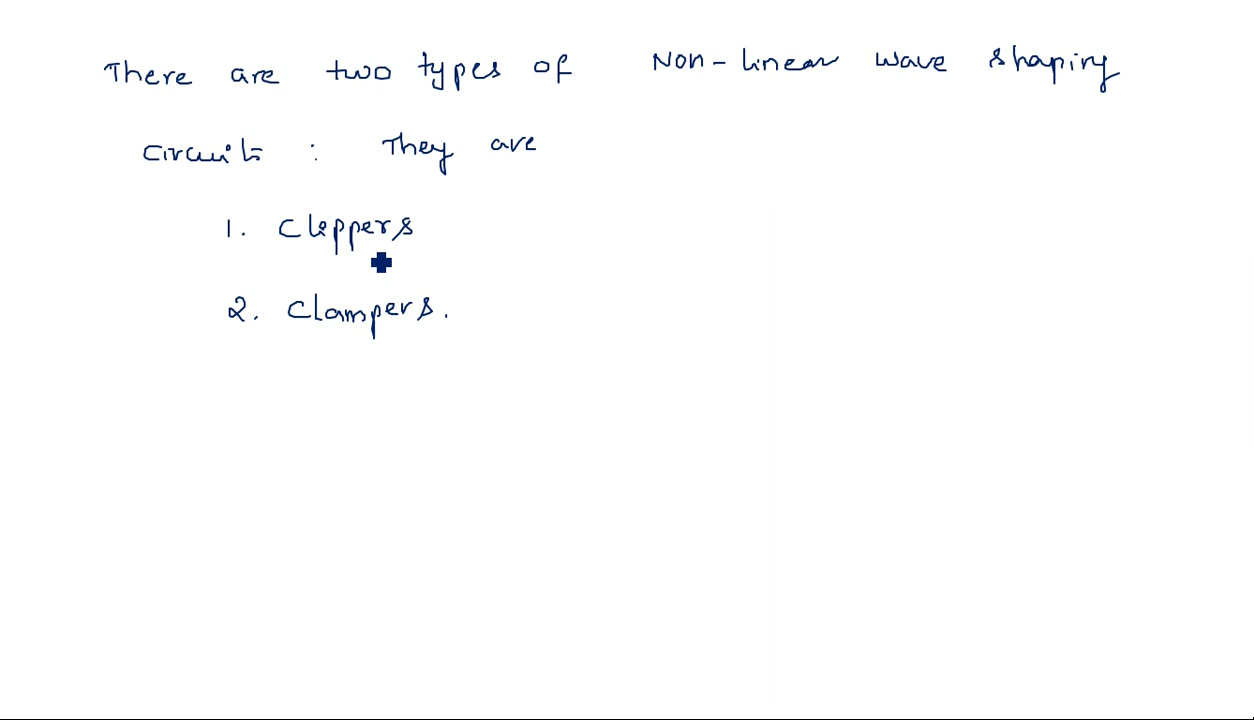 There are two types of Non-linear wave shaping
circuits : They are
1. Clippers
2. Clampers.